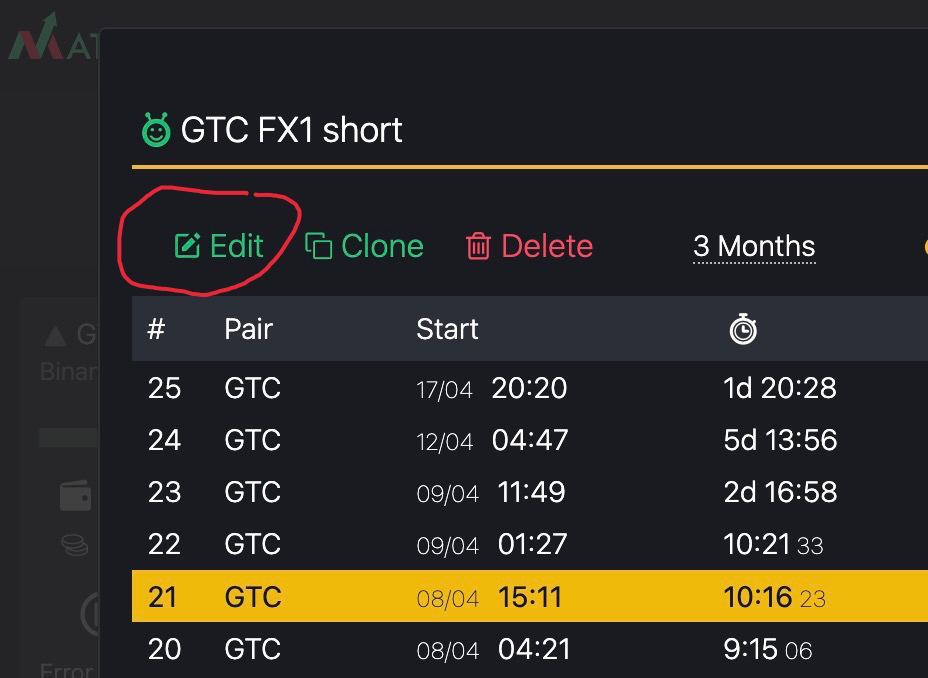 MAT
GTC FX1 short
Edit Clone Delete 3 Months
# Pair Start
G
Binar
25 GTC 17/04 20:20 1d 20:28
24 GTC 12/04 04:47 5d 13:56
23 GTC 09/04 11:49 2d 16:58
22 GTC 09/04 01:27 10:21 33
21 GTC 08/04 15:11 10:16 23
20 GTC 08/04 04:21 9:15 06
Error